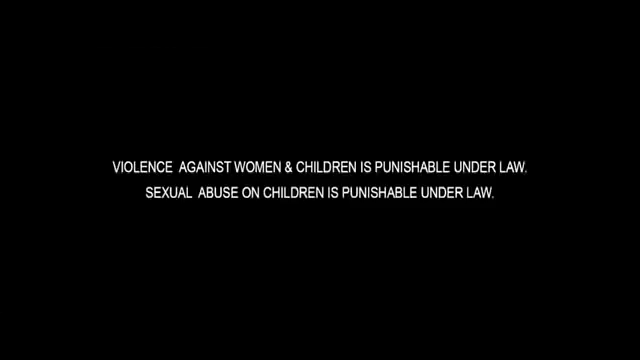 VIOLENCE AGAINST WOMEN & CHILDREN IS PUNISHABLE UNDER LAW.
SEXUAL ABUSE ON CHILDREN IS PUNISHABLE UNDER LAW.